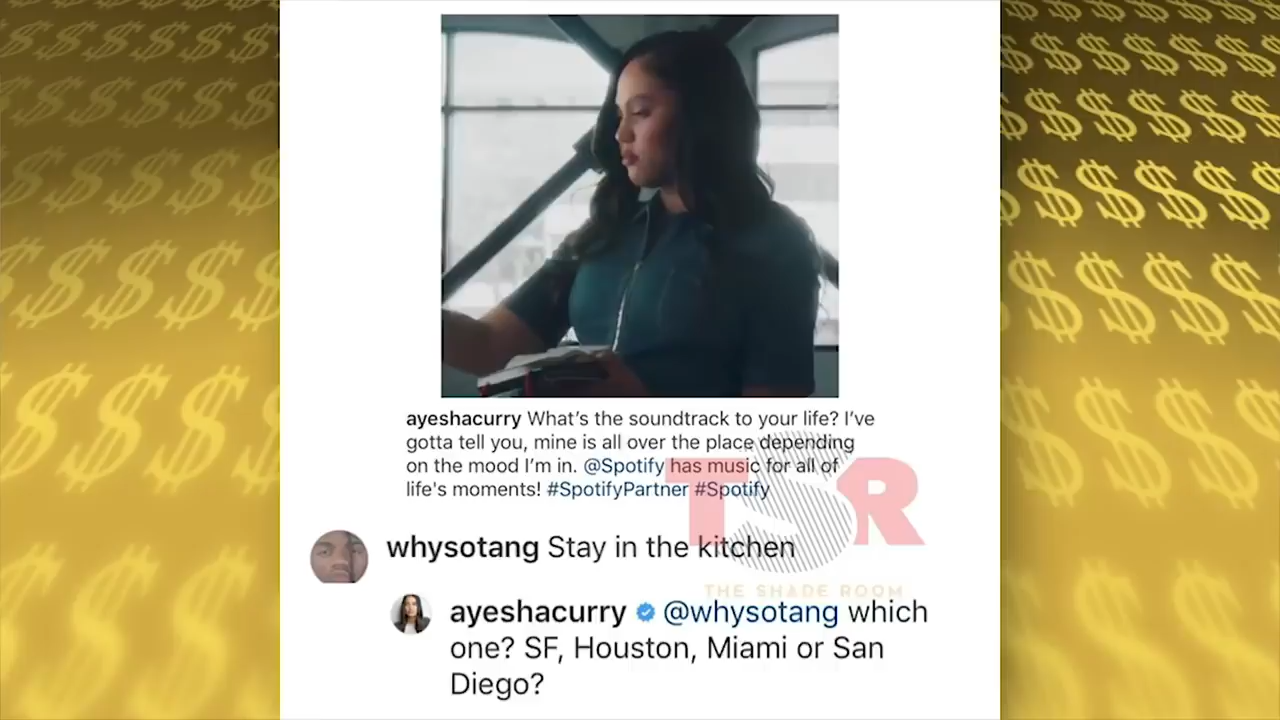 ayeshacurry What's the soundtrack to your life? I've
gotta tell you, mine is all over the place depending
on the mood I'm in. @Spotify has music for all of
life's moments! #SpotifyPartner #Spotify
TSR
THE SHADE ROOM
whysotang Stay in the kitchen
ayeshacurry @whysotang which
one? SF, Houston, Miami or San
Diego?